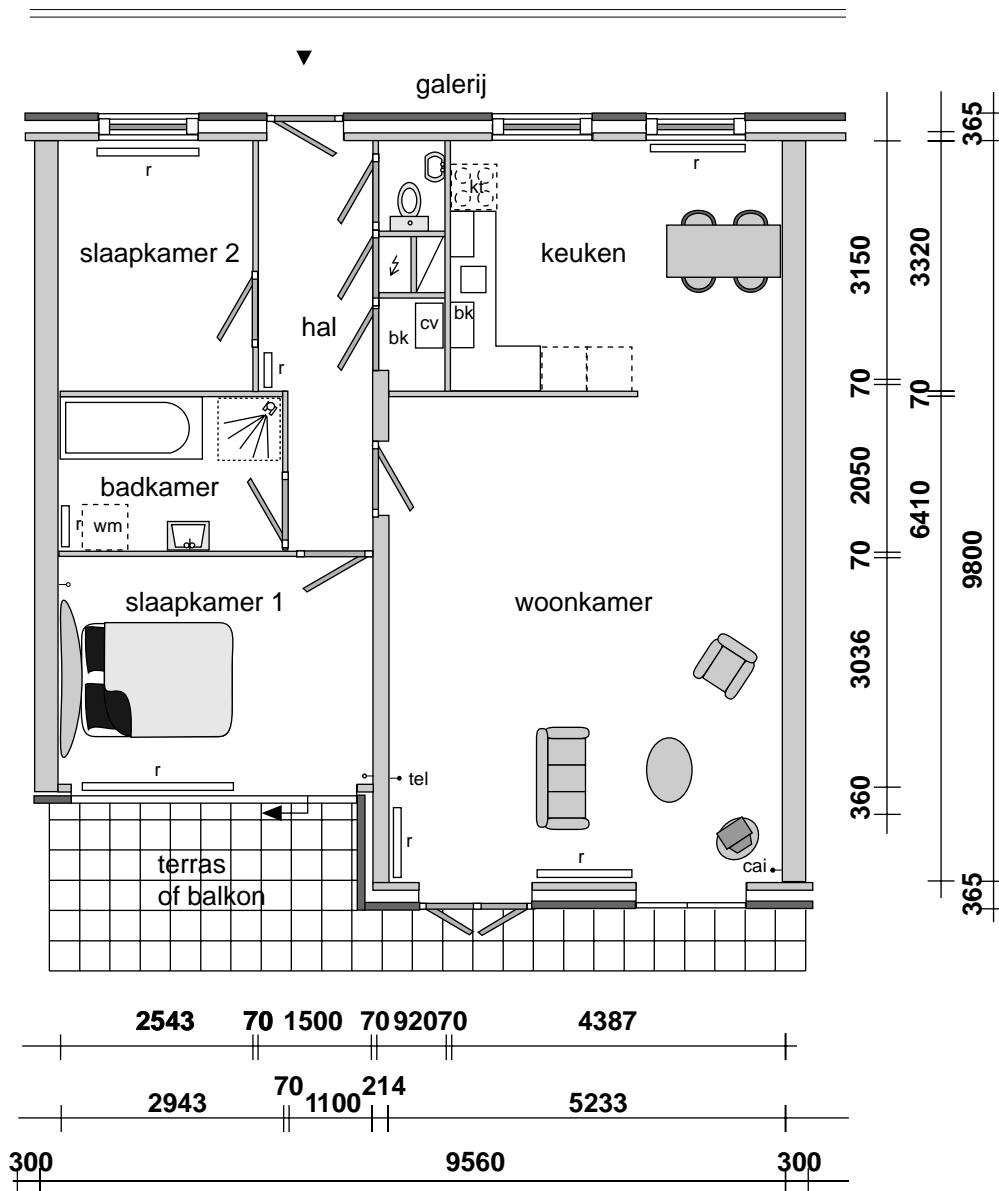 galerij
r
r
kt
slaapkamer 2
keuken
hal
bk
cv
bk
r
badkamer
r
wm
slaapkamer 1
woonkamer
r
tel
r
r
cai
terras
of balkon
365
3150
3320
70
70
2050
6410
70
9800
3036
360
365
2543
70
1500
70
920
70
4387
2943
70
1100
214
5233
300
9560
300